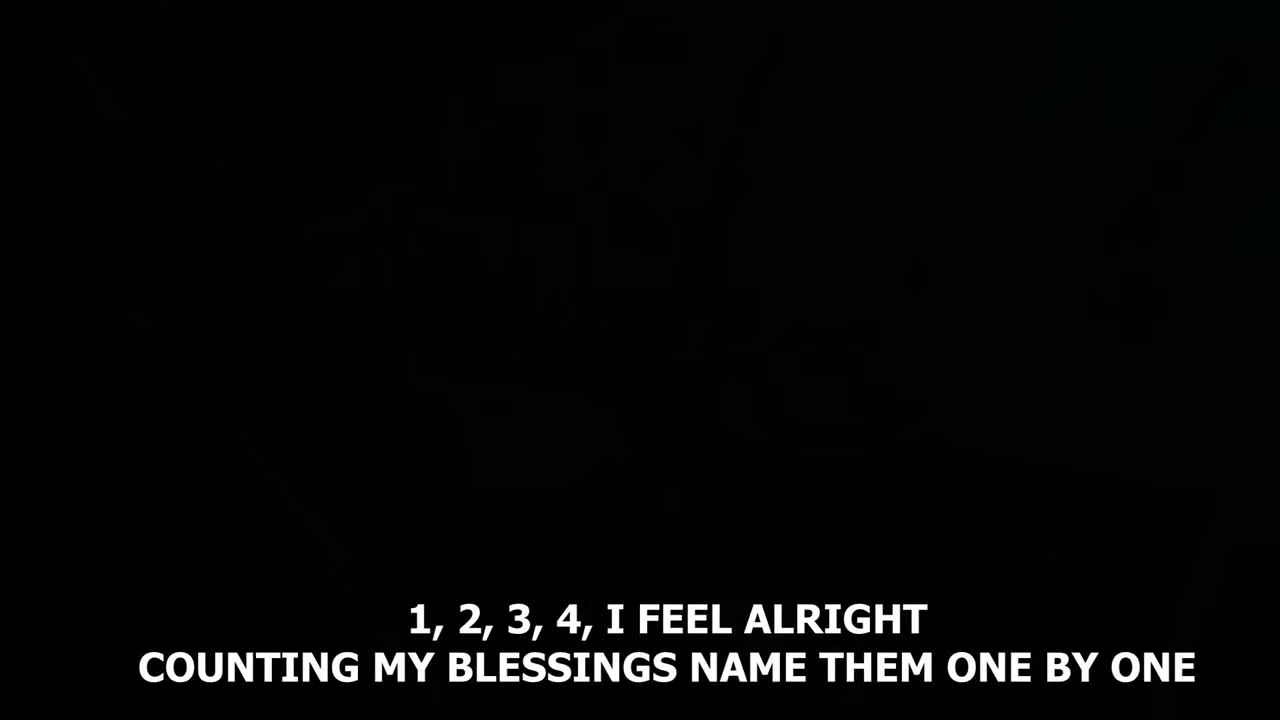 1, 2, 3, 4, I FEEL ALRIGHT
COUNTING MY BLESSINGS NAME THEM ONE BY ONE